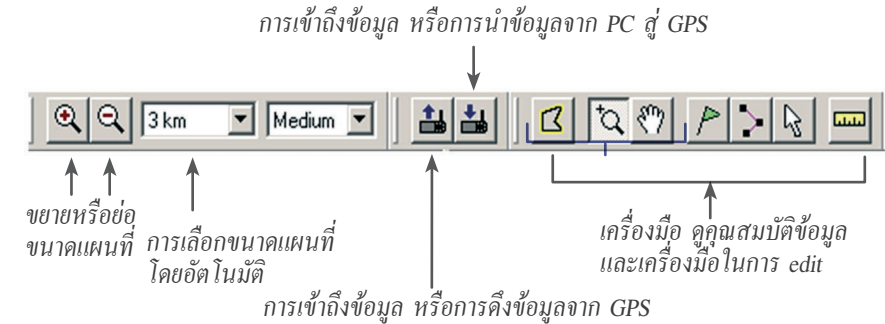 การเข้าถึงข้อมูล หรือการนำข้อมูลจาก PC สู่ GPS
3 km
Medium
ขยายหรือย่อ
ขนาดแผนที่
การเลือกขนาดแผนที่
โดยอัตโนมัติ
เครื่องมือ ดูคุณสมบัติข้อมูล
และเครื่องมือในการ edit
การเข้าถึงข้อมูล หรือการดึงข้อมูลจาก GPS